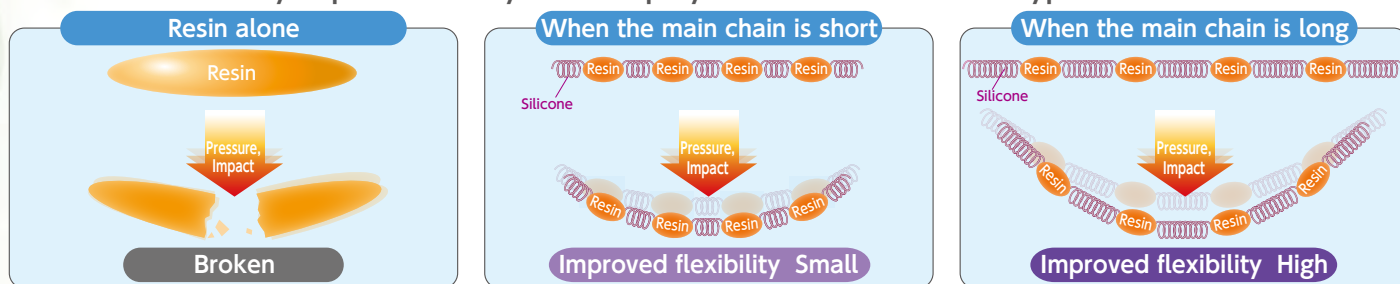 Resin alone
Resin
Pressure,
Impact
Broken
When the main chain is short
Resin Resin Resin Resin
Silicone
Pressure,
Impact
Resin Resin Resin Resin
Improved flexibility Small
When the main chain is long
Resin Resin Resin Resin
Silicone
Pressure,
Impact
Resin Resin Resin Resin
Improved flexibility High